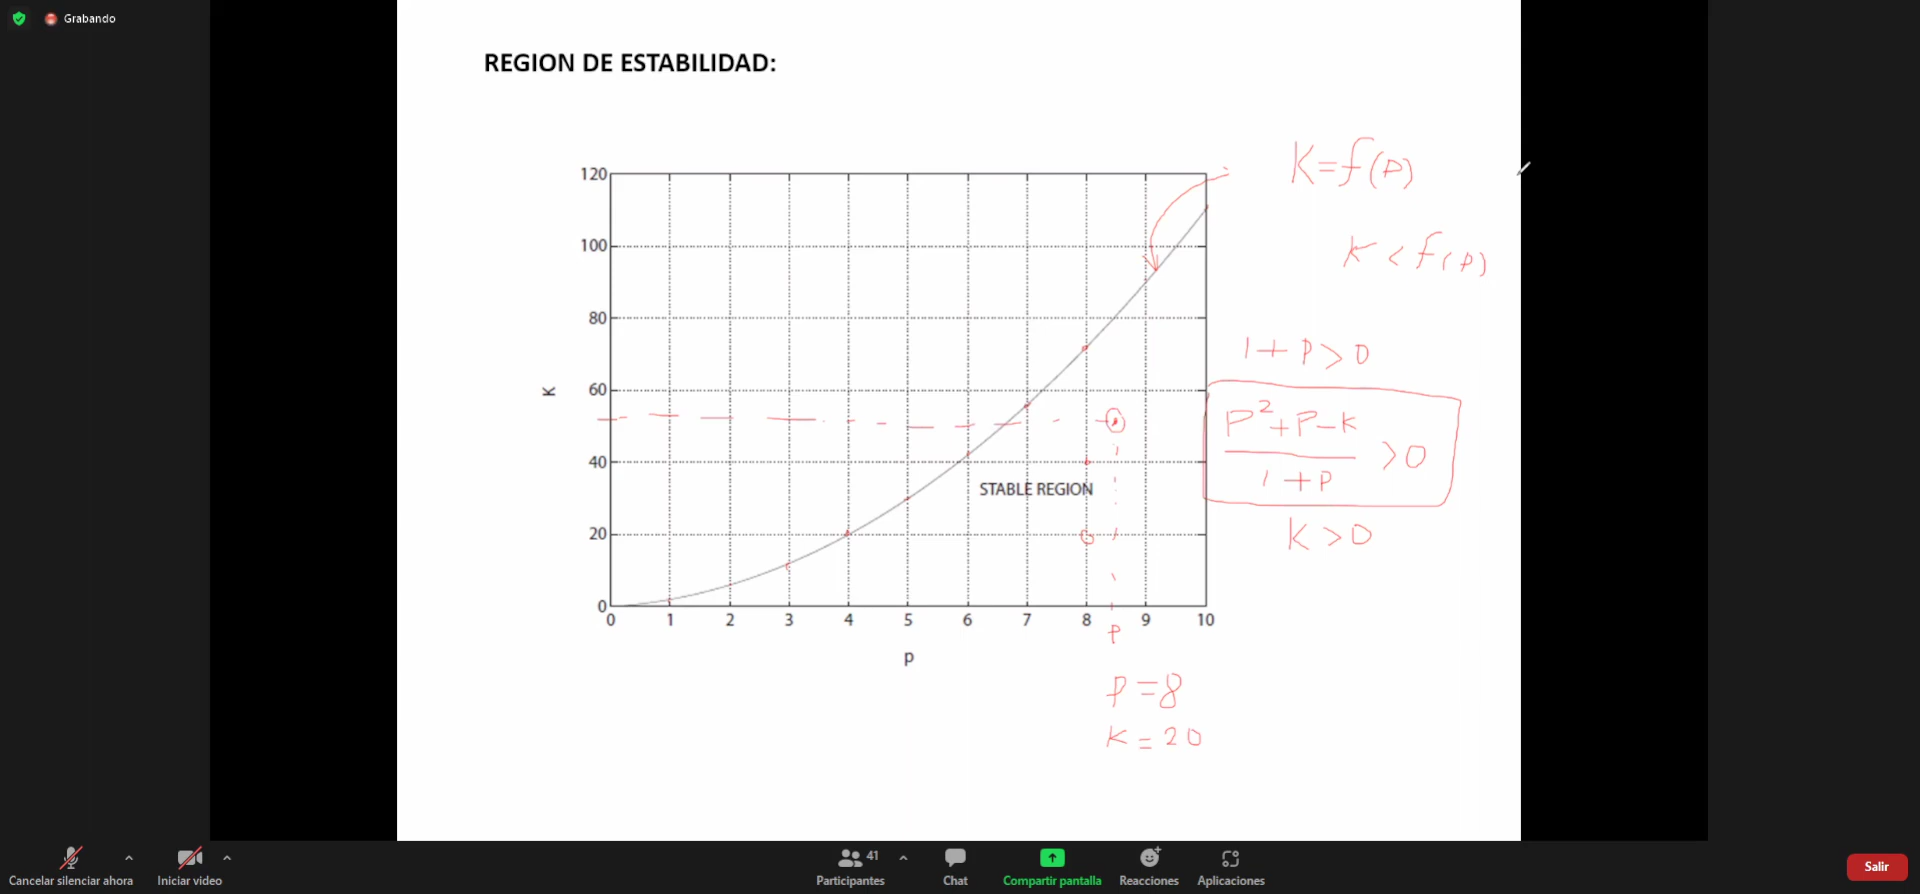 Grabando
REGION DE ESTABILIDAD:
K=f(P)
K < f(P)
120
100
80
60
40
20
0
K
1+P>0
P²+P-K
1+P
>0
K>0
STABLE REGION
0 1 2 3 4 5 6 7 8 9 10
P
p
P=8
K=20
Cancelar silenciar ahora
Iniciar video
41
Participantes
Chat
Compartir pantalla
Reacciones
Aplicaciones
Salir